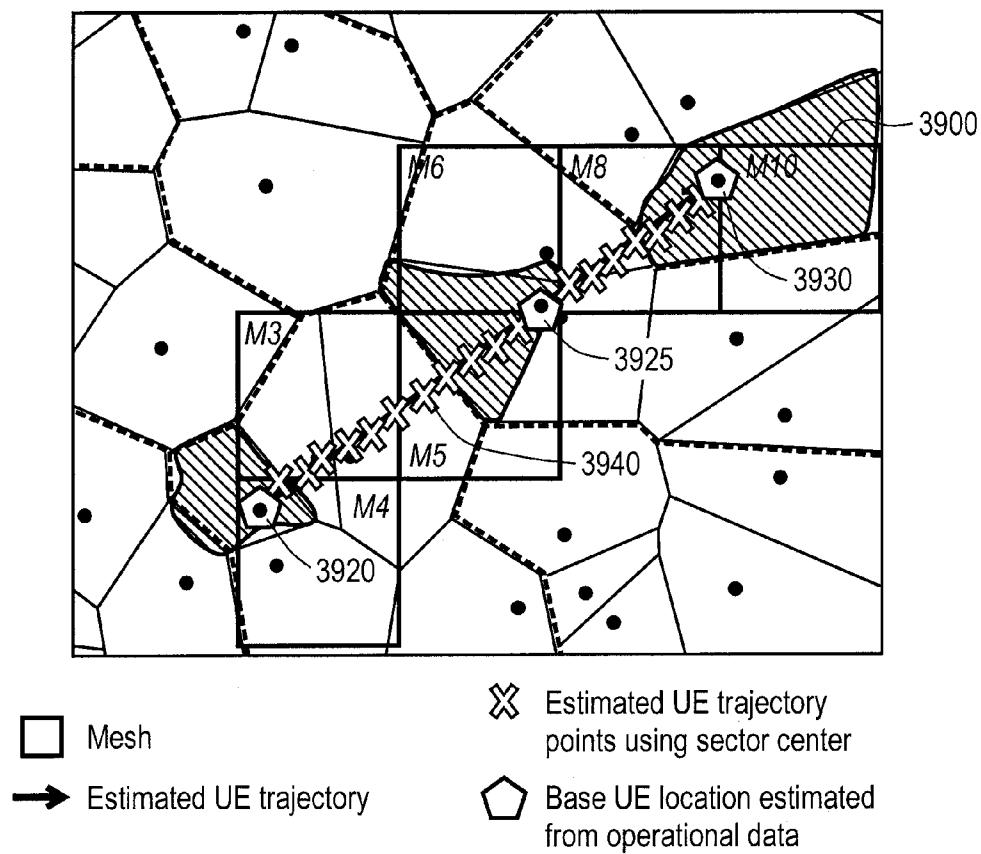 M6
M8
M10
3900
3930
M3
3925
M5
3940
M4
3920
Mesh
Estimated UE trajectory
Estimated UE trajectory
points using sector center
Base UE location estimated
from operational data